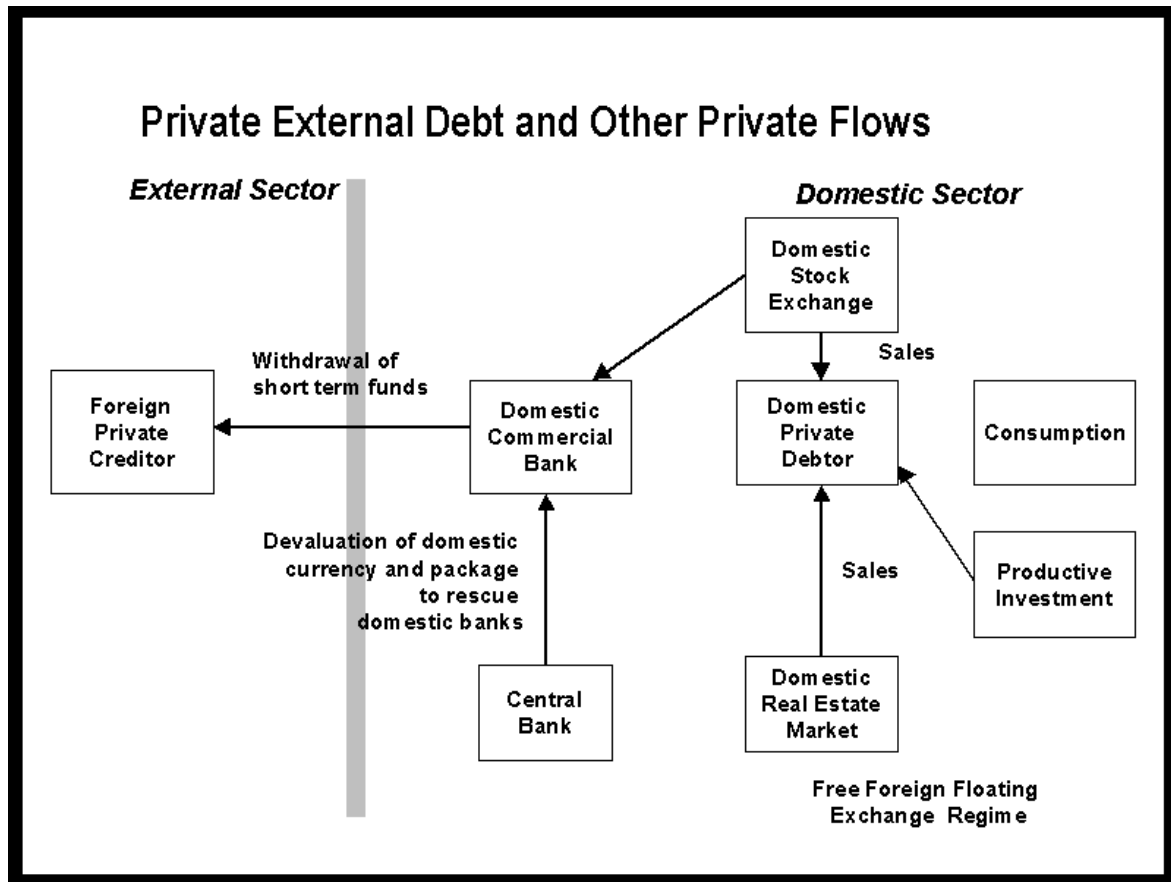 Private External Debt and Other Private Flows
External Sector
Domestic Sector
Domestic
Stock
Exchange
Sales
Withdrawal of
short term funds
Foreign
Private
Creditor
Domestic
Commercial
Bank
Domestic
Private
Debtor
Consumption
Devaluation of domestic
currency and package
to rescue
domestic banks
Sales
Productive
Investment
Central
Bank
Domestic
Real Estate
Market
Free Foreign Floating
Exchange Regime